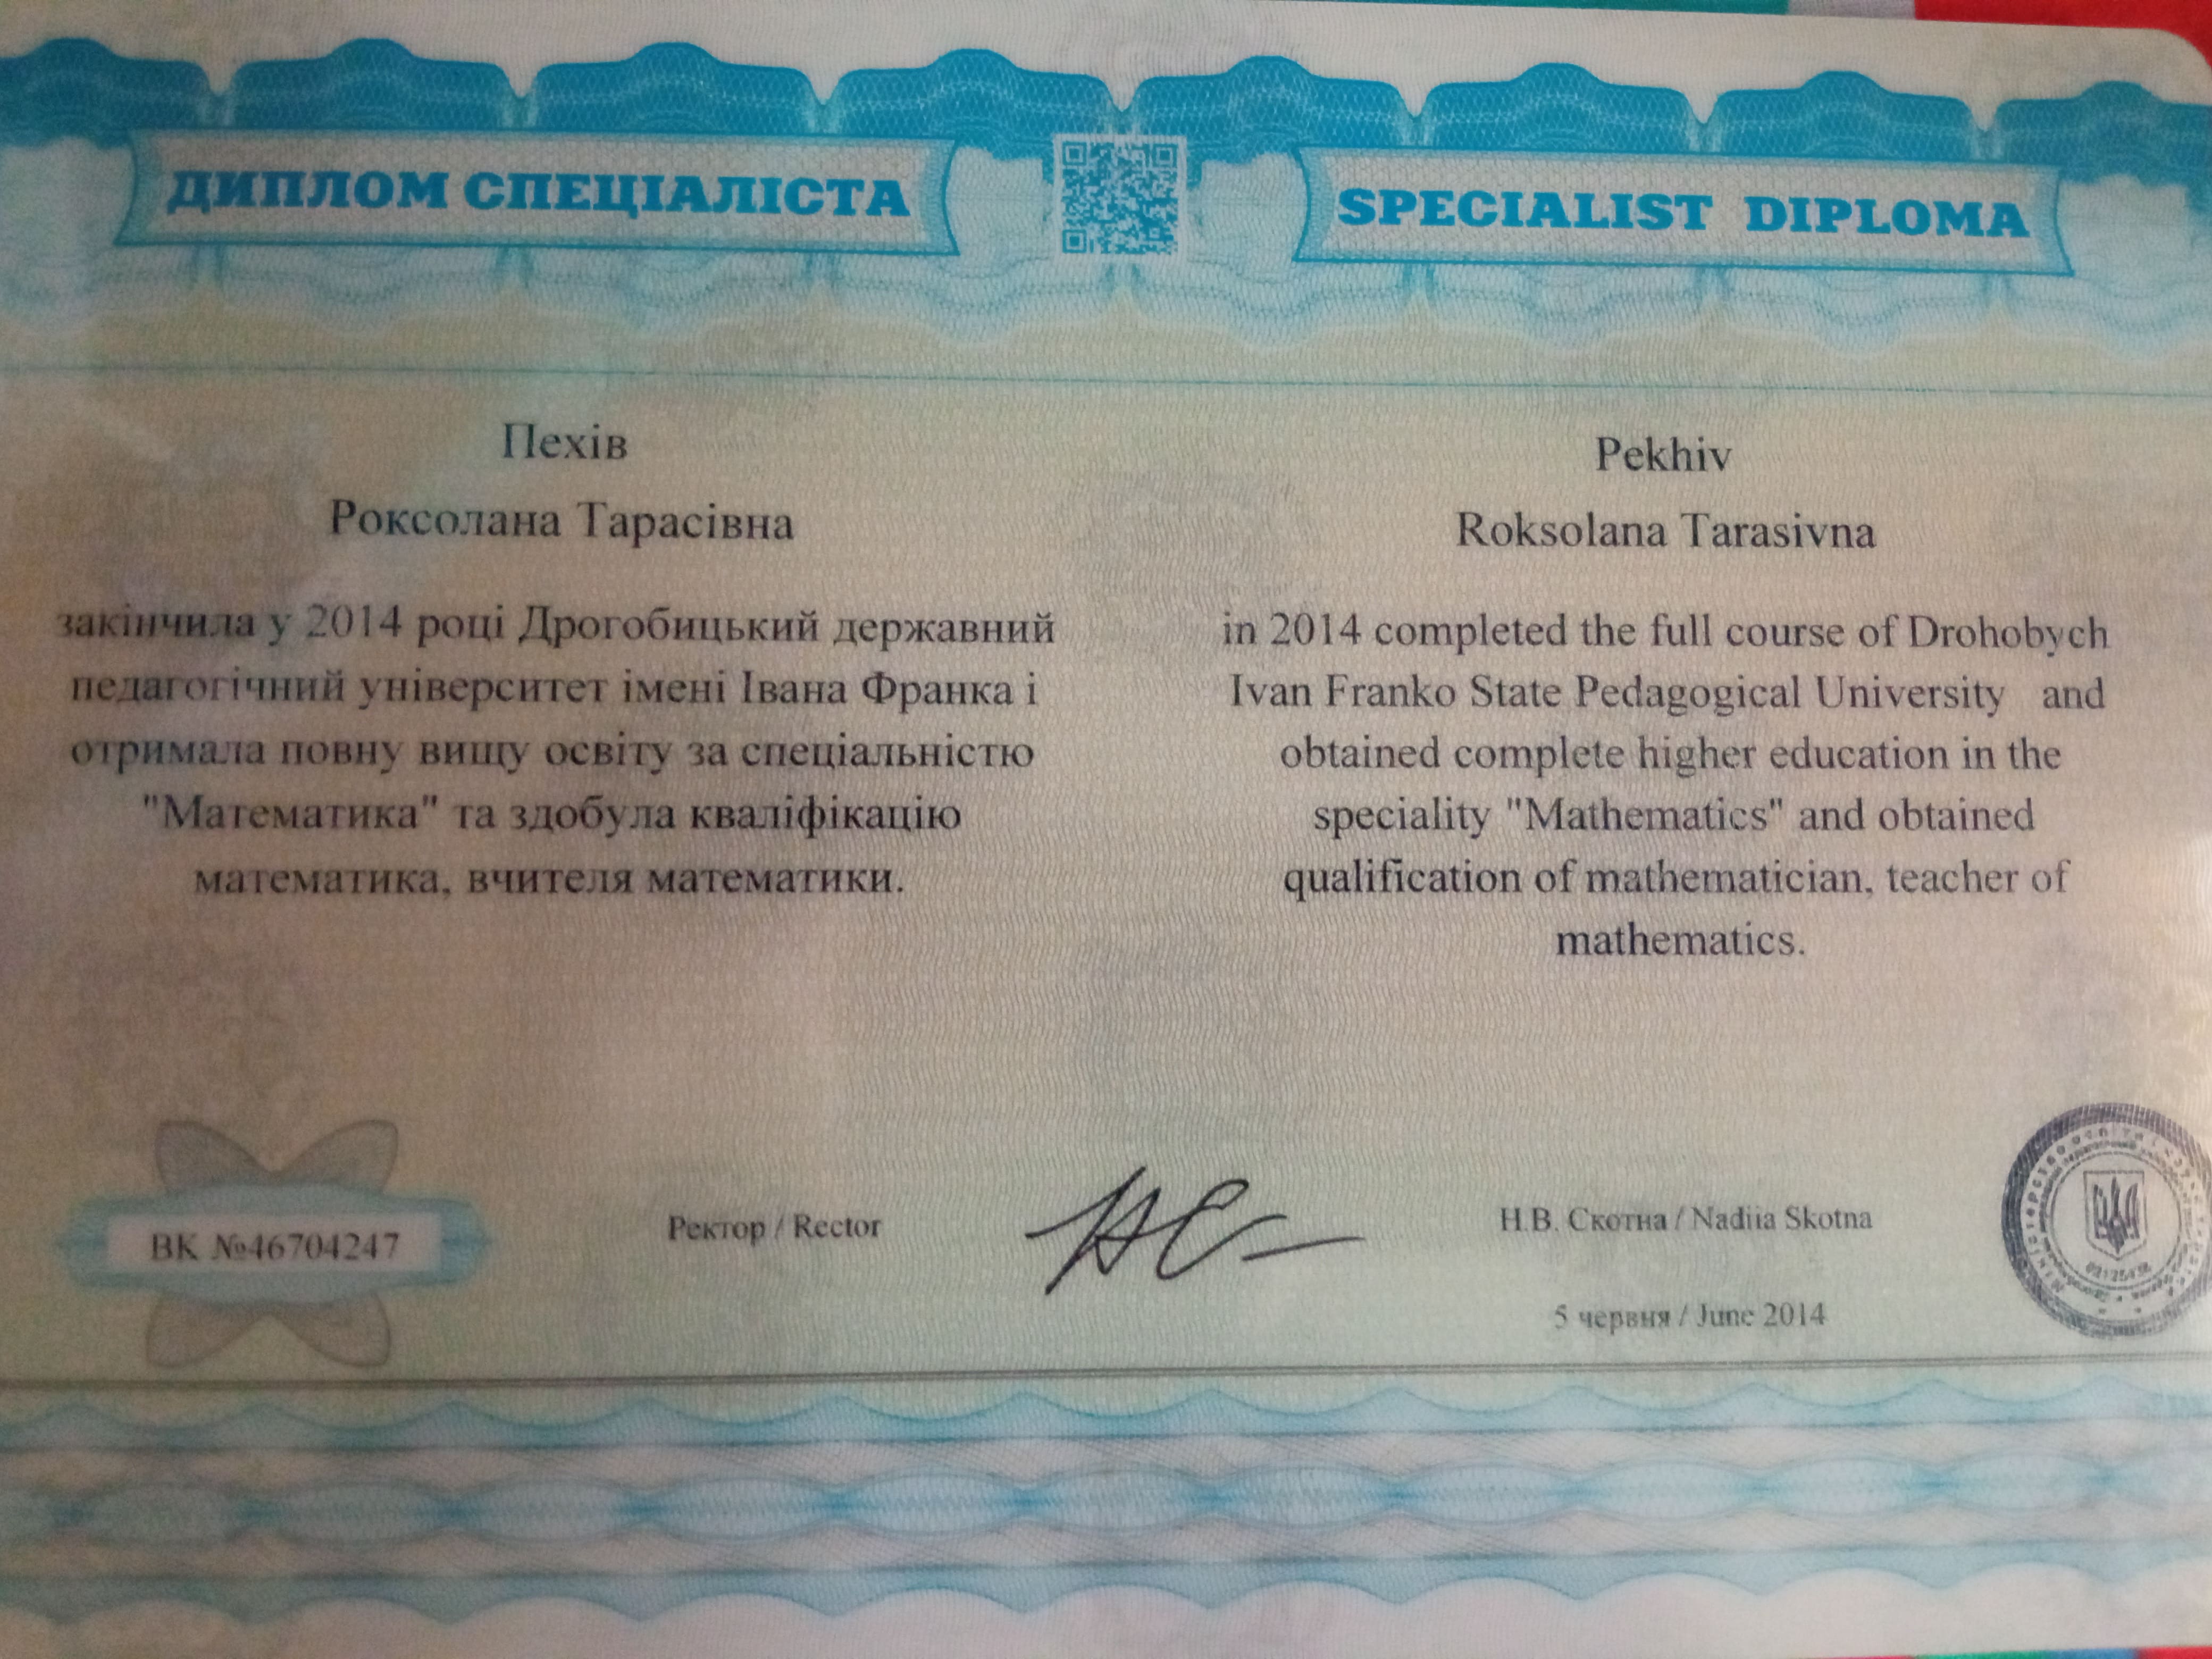 ДИПЛОМ СПЕЦІАЛІСТА
Пехів
Роксолана Тарасівна
закінчила у 2014 році Дрогобицький державний
педагогічний університет імені Івана Франка і
отримала повну вищу освіту за спеціальністю
"Математика" та здобула кваліфікацію
математика, вчителя математики.
SPECIALIST DIPLOMA
Pekhiv
Roksolana Tarasivna
in 2014 completed the full course of Drohobych
Ivan Franko State Pedagogical University and
obtained complete higher education in the
speciality "Mathematics" and obtained
qualification of mathematician, teacher of
mathematics.
ВК №46704247
Ректор / Rector
Н.В. Скотна / Nadiia Skotna
5 червня / June 2014